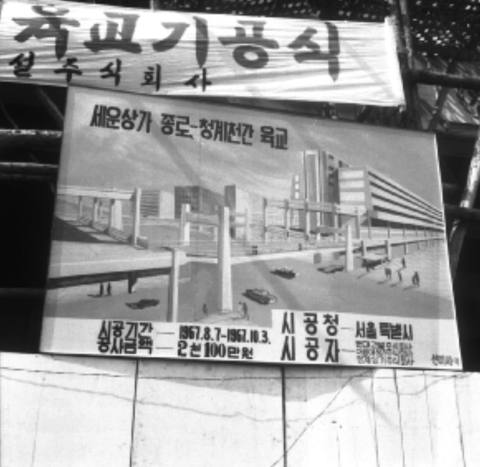 육교기공식
설주식회사
세운상가 종로-청계천간 육교
시공기간 - 1967.8.7-1967.10.3.
공사금액 - 2천100만원
시공청 - 서울특별시
시공자 -